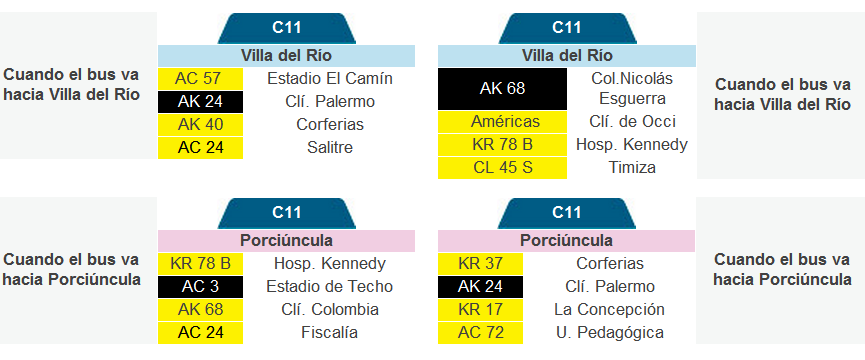 C11
Villa del Río
Cuando el bus va
hacia Villa del Río
AC 57 Estadio El Camín
AK 24 Clí. Palermo
AK 40 Corferias
AC 24 Salitre
C11
Villa del Río
AK 68 Col.Nicolás
Esguerra
Américas Clí. de Occi
KR 78 B Hosp. Kennedy
CL 45 S Timiza
Cuando el bus va
hacia Villa del Río
C11
Porciúncula
Cuando el bus va
hacia Porciúncula
KR 78 B Hosp. Kennedy
AC 3 Estadio de Techo
AK 68 Clí. Colombia
AC 24 Fiscalía
C11
Porciúncula
KR 37 Corferias
AK 24 Clí. Palermo
KR 17 La Concepción
AC 72 U. Pedagógica
Cuando el bus va
hacia Porciúncula